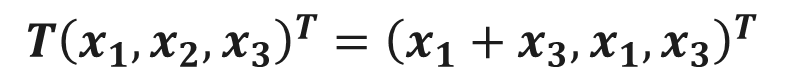 T(x₁, x₂, x₃)ᵀ = (x₁ + x₃, x₁, x₃)ᵀ